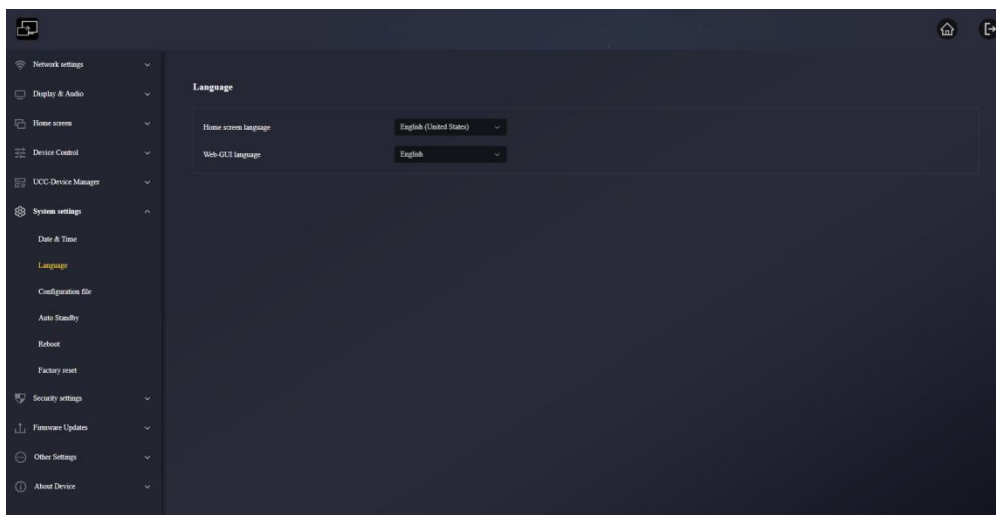 Network settings
Display & Audio
Home screen
Device Control
UCC-Device Manager
System settings
Date & Time
Language
Configuration file
Auto Standby
Reboot
Factory reset
Security settings
Firmware Updates
Other Settings
About Device
Language
Home screen language English (United States)
Web-GUI language English